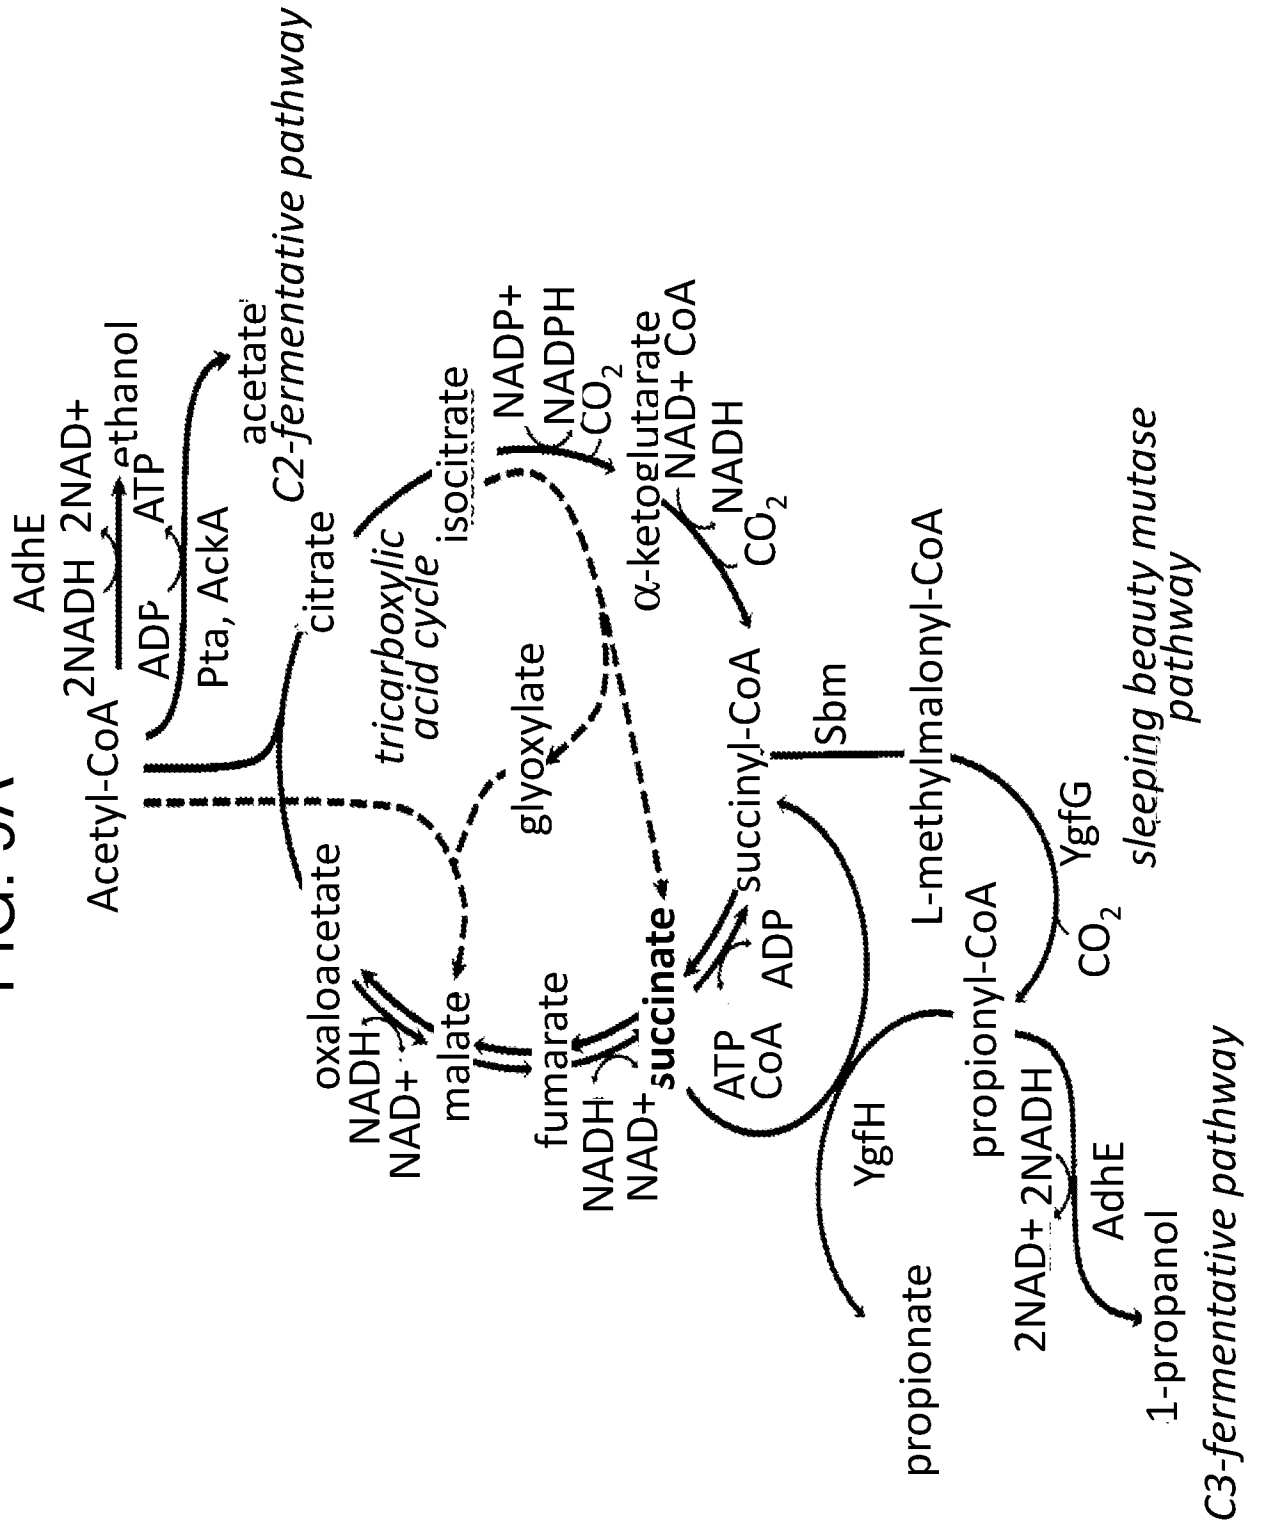 AdhE
2NADH 2NAD+
Acetyl-CoA
ethanol
ADP
ATP
Pta, AckA
acetate
C2-fermentative pathway
oxaloacetate
citrate
NADH
NAD+
tricarboxylic
acid cycle
malate
isocitrate
glyoxylate
NADP+
NADPH
CO2
fumarate
NADH
NAD+
succinate
α-ketoglutarate
NAD+ CoA
NADH
CO2
ATP
CoA
ADP
succinyl-CoA
Sbm
YgfH
propionate
L-methylmalonyl-CoA
propionyl-CoA
YgfG
CO2
2NAD+ 2NADH
AdhE
sleeping beauty mutase
pathway
1-propanol
C3-fermentative pathway